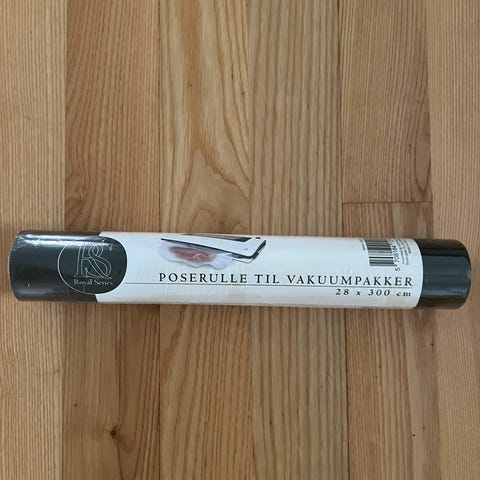 RS
Royal Series
POSERULLE TIL VAKUUMPAKKER
28 x 300 cm